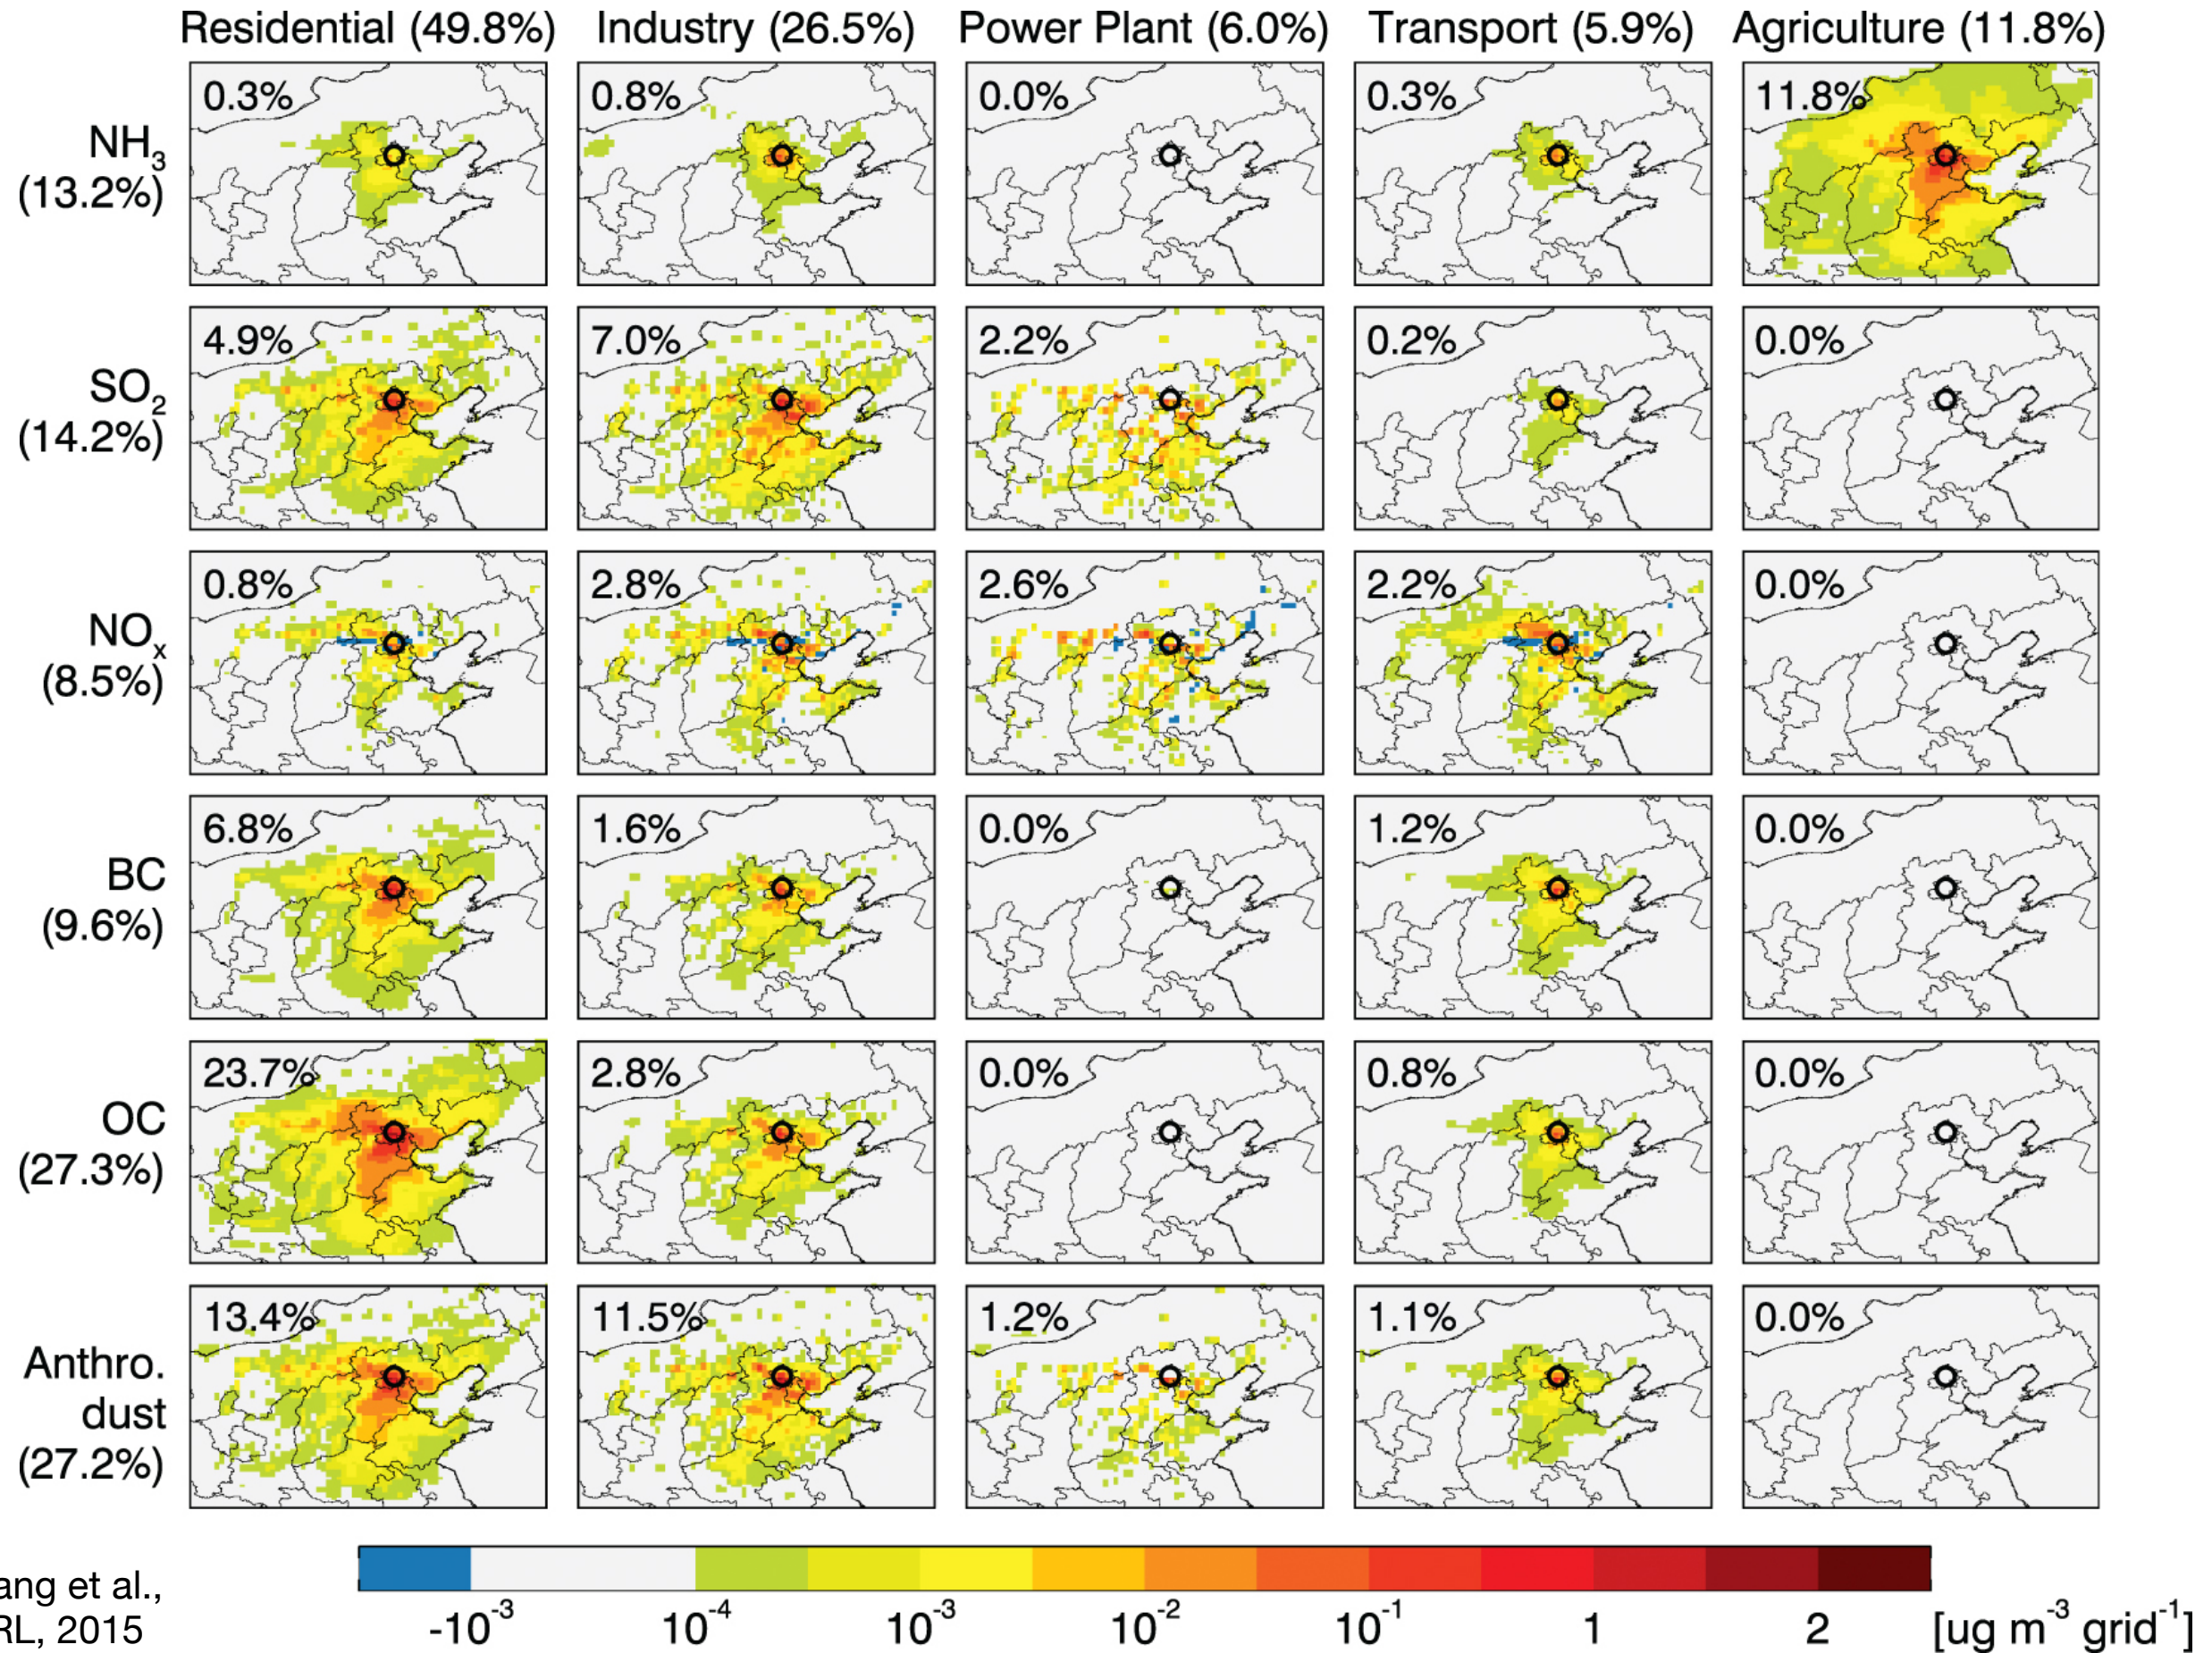 Residential (49.8%) Industry (26.5%) Power Plant (6.0%) Transport (5.9%) Agriculture (11.8%)
NH₃
(13.2%)
0.3% 0.8% 0.0% 0.3% 11.8%
SO₂
(14.2%)
4.9% 7.0% 2.2% 0.2% 0.0%
NOₓ
(8.5%)
0.8% 2.8% 2.6% 2.2% 0.0%
BC
(9.6%)
6.8% 1.6% 0.0% 1.2% 0.0%
OC
(27.3%)
23.7% 2.8% 0.0% 0.8% 0.0%
Anthro.
dust
(27.2%)
13.4% 11.5% 1.2% 1.1% 0.0%
ang et al.,
RL, 2015
-10⁻³ 10⁻⁴ 10⁻³ 10⁻² 10⁻¹ 1 2 [ug m⁻³ grid⁻¹]